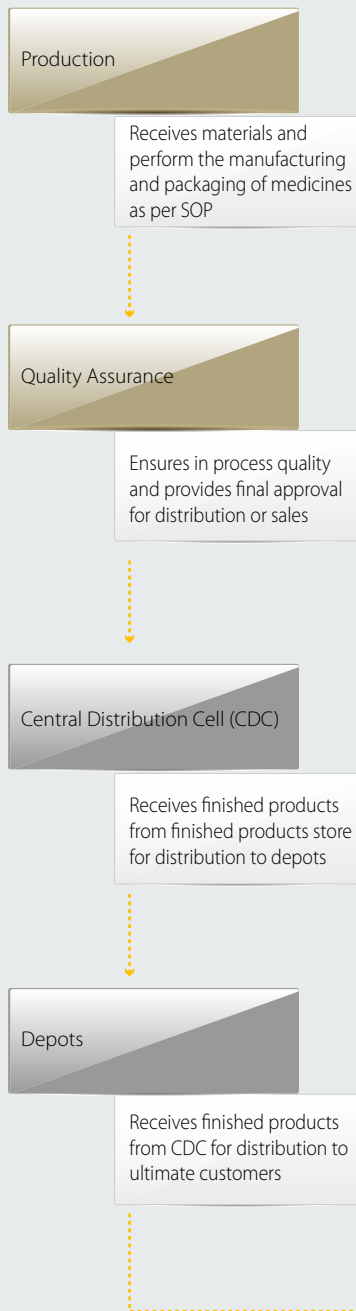 Production
Receives materials and
perform the manufacturing
and packaging of medicines
as per SOP
Quality Assurance
Ensures in process quality
and provides final approval
for distribution or sales
Central Distribution Cell (CDC)
Receives finished products
from finished products store
for distribution to depots
Depots
Receives finished products
from CDC for distribution to
ultimate customers